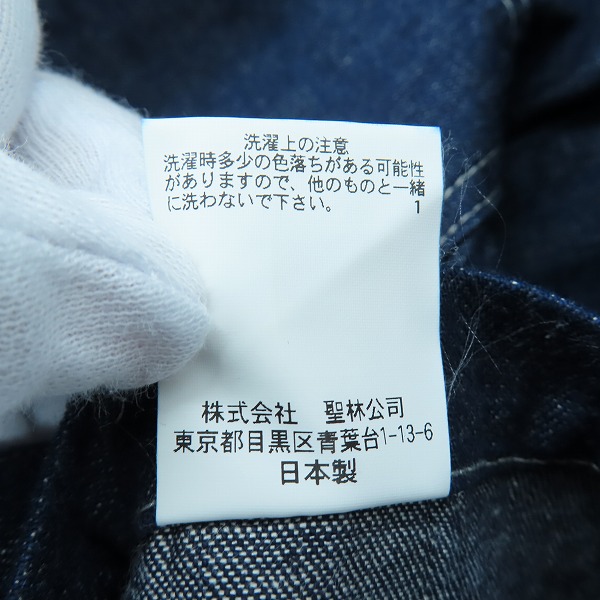 洗濯上の注意
洗濯時多少の色落ちがある可能性
がありますので、他のものと一緒
に洗わないで下さい。 1
株式会社 聖林公司
東京都目黒区青葉台1-13-6
日本製